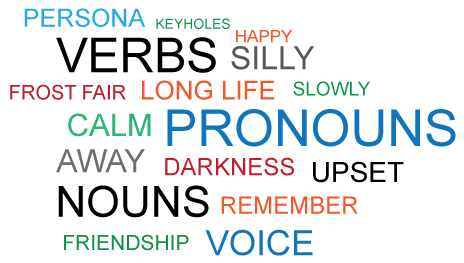 PERSONA KEYHOLES
HAPPY
VERBS SILLY
FROST FAIR LONG LIFE SLOWLY
CALM PRONOUNS
AWAY DARKNESS UPSET
NOUNS REMEMBER
FRIENDSHIP VOICE